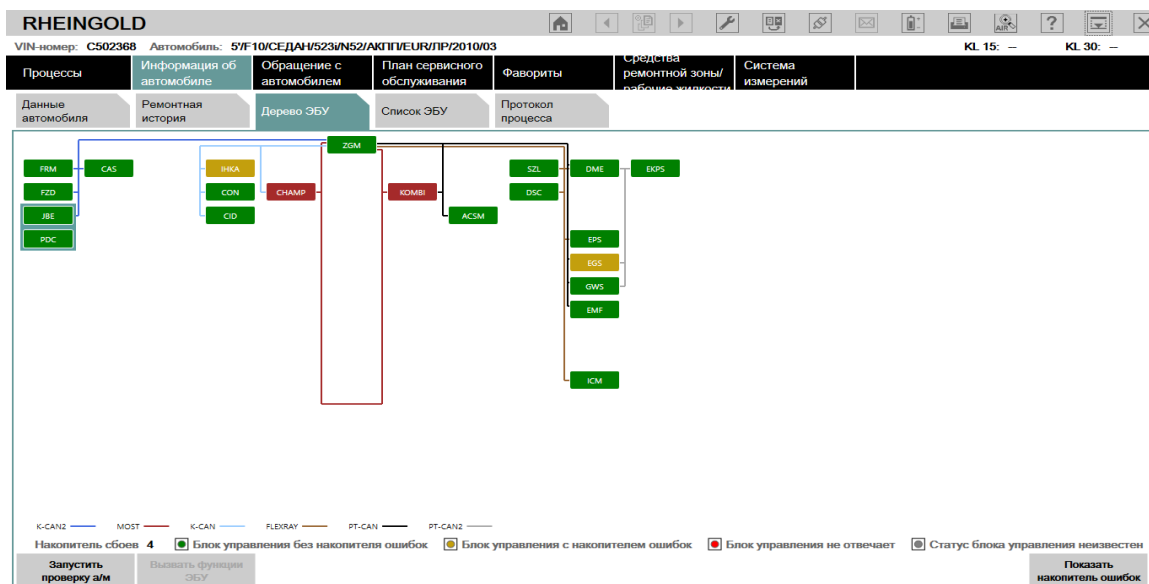 RHEINGOLD
AIR
?
VIN-номер: C502368 Автомобиль: 5'/F10/СЕДАН/523i/N52/АКПП/EUR/ЛР/2010/03 KL 15: – KL 30: –
Процессы
Информация об
автомобиле
Обращение с
автомобилем
План сервисного
обслуживания
Фавориты
Средства
ремонтной зоны/
рабочие жидкости
Система
измерений
Данные
автомобиля
Ремонтная
история
Дерево ЭБУ
Список ЭБУ
Протокол
процесса
ZGM
FRM CAS IHKA SZL DME EKPS
FZD CON CHAMP KOMBI DSC
JBE CID ACSM
PDC EPS
EGS
GWS
EMF
ICM
K-CAN2 MOST K-CAN FLEXRAY PT-CAN PT-CAN2
Накопитель сбоев 4 Блок управления без накопителя ошибок Блок управления с накопителем ошибок Блок управления не отвечает Статус блока управления неизвестен
Запустить
проверку а/м
Вызвать функции
ЭБУ
Показать
накопитель ошибок